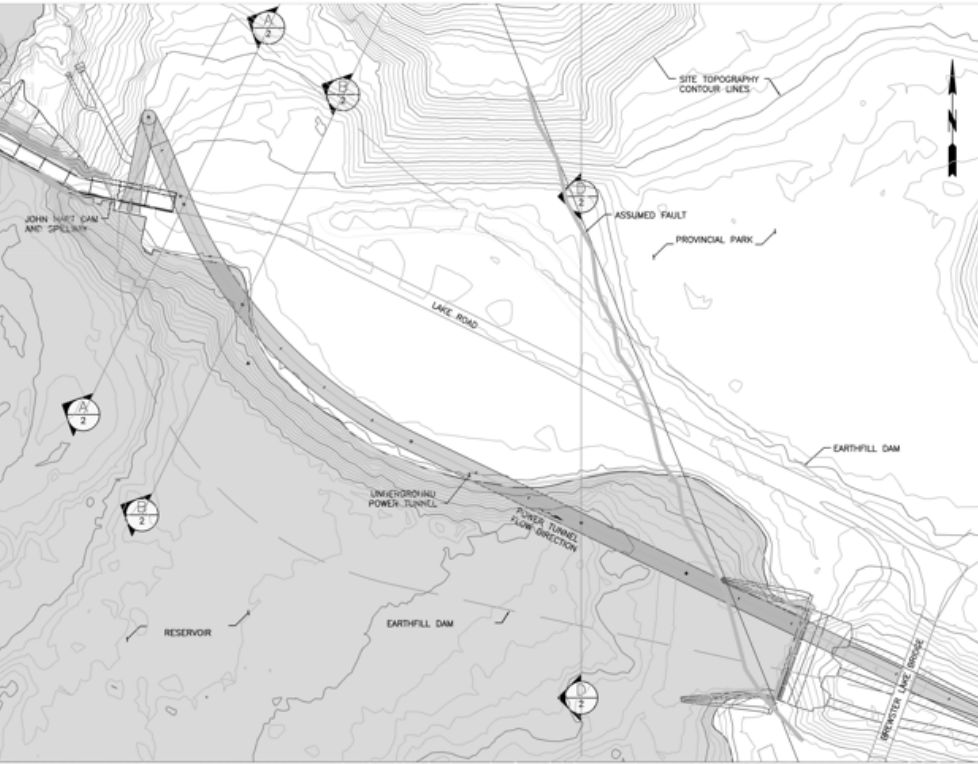 A
2
B
2
SITE TOPOGRAPHY
CONTOUR LINES
N
D
2
JOHN HART DAM
AND SPILLWAY
ASSUMED FAULT
PROVINCIAL PARK
LAKE ROAD
A
2
EARTHFILL DAM
UNDERGROUND
POWER TUNNEL
B
2
POWER TUNNEL
FLOW DIRECTION
RESERVOIR
EARTHFILL DAM
BREWSTER LAKE BRIDGE
D
2